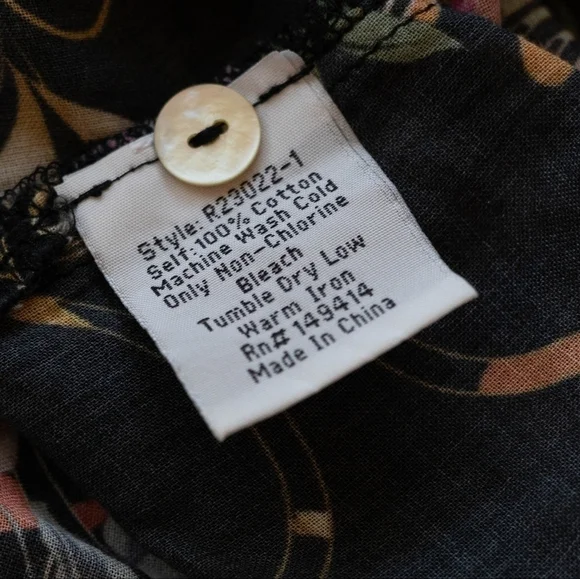 Style: R23022-1
Self:100% Cotton
Machine Wash Cold
Only Non-Chlorine
Bleach
Tumble Dry Low
Warm Iron
Rn# 149414
Made In China